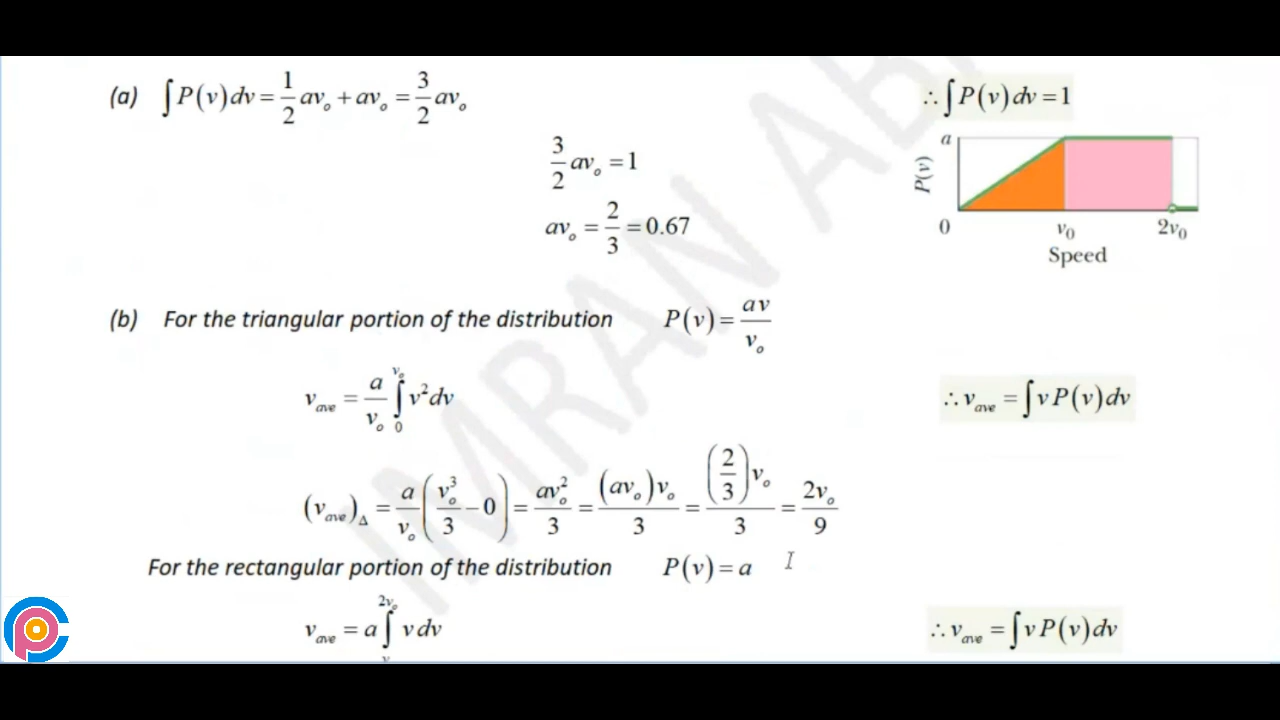 (a) ∫P(v)dv = 1/2 av₀ + av₀ = 3/2 av₀
∴ ∫P(v)dv = 1
3/2 av₀ = 1
av₀ = 2/3 = 0.67
a
P(v)
0 v₀ 2v₀
Speed
(b) For the triangular portion of the distribution P(v) = av/v₀
v_ave = a/v₀ ∫₀^v₀ v² dv
∴ v_ave = ∫v P(v)dv
(v_ave)_Δ = a/v₀ (v₀³/3 − 0) = av₀²/3 = (av₀)v₀/3 = (2/3)v₀/3 = 2v₀/9
For the rectangular portion of the distribution P(v) = a
v_ave = a ∫_v^2v₀ v dv
∴ v_ave = ∫v P(v)dv
IMRAN AB